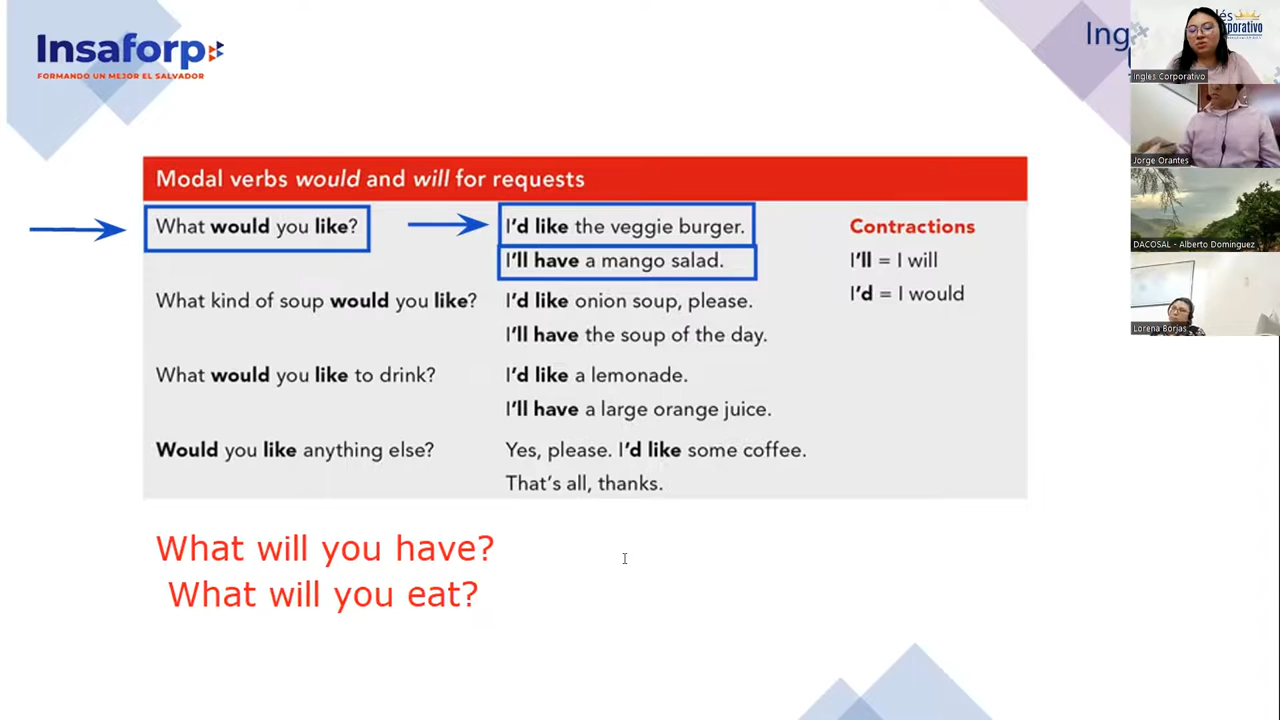 Insaforp
FORMANDO UN MEJOR EL SALVADOR
Ing
Ingles Corporativo
Jorge Orantes
DACOSAL - Alberto Dominguez
Lorena Borjas
Modal verbs would and will for requests
What would you like?
I'd like the veggie burger.
I'll have a mango salad.
What kind of soup would you like?
I'd like onion soup, please.
I'll have the soup of the day.
What would you like to drink?
I'd like a lemonade.
I'll have a large orange juice.
Would you like anything else?
Yes, please. I'd like some coffee.
That's all, thanks.
Contractions
I'll = I will
I'd = I would
What will you have?
What will you eat?